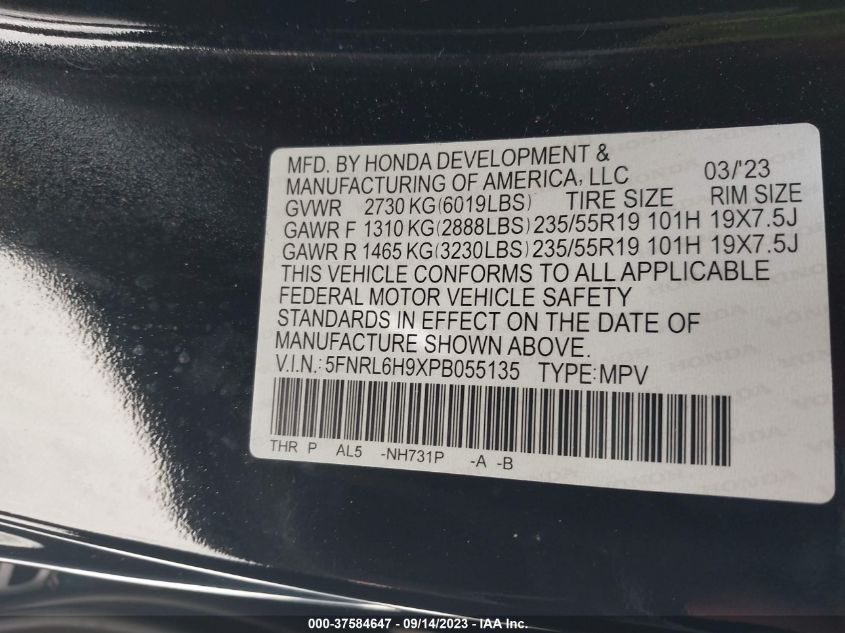 MFD. BY HONDA DEVELOPMENT &
MANUFACTURING OF AMERICA, LLC 03/'23
GVWR 2730 KG(6019LBS) TIRE SIZE RIM SIZE
GAWR F 1310 KG(2888LBS) 235/55R19 101H 19X7.5J
GAWR R 1465 KG(3230LBS) 235/55R19 101H 19X7.5J
THIS VEHICLE CONFORMS TO ALL APPLICABLE
FEDERAL MOTOR VEHICLE SAFETY
STANDARDS IN EFFECT ON THE DATE OF
MANUFACTURE SHOWN ABOVE.
V.I.N.: 5FNRL6H9XPB055135 TYPE:MPV
THR P AL5 -NH731P -A -B
000-37584647 - 09/14/2023 - IAA Inc.